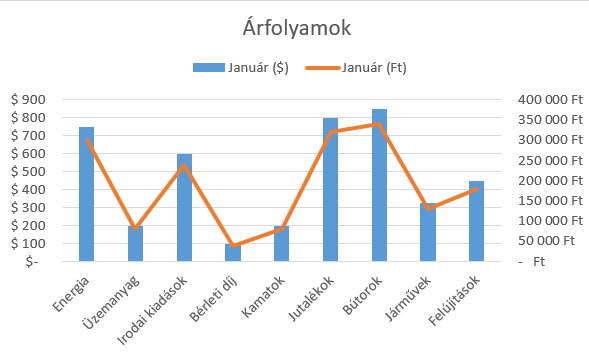 Árfolyamok
Január ($) Január (Ft)
$ 900 400 000 Ft
$ 800 350 000 Ft
$ 700 300 000 Ft
$ 600 250 000 Ft
$ 500 200 000 Ft
$ 400 150 000 Ft
$ 300 100 000 Ft
$ 200 50 000 Ft
$ 100 - Ft
$-
Energia
Üzemanyag
Irodai kiadások
Bérleti díj
Kamatok
Jutalékok
Bútorok
Járművek
Felújítások